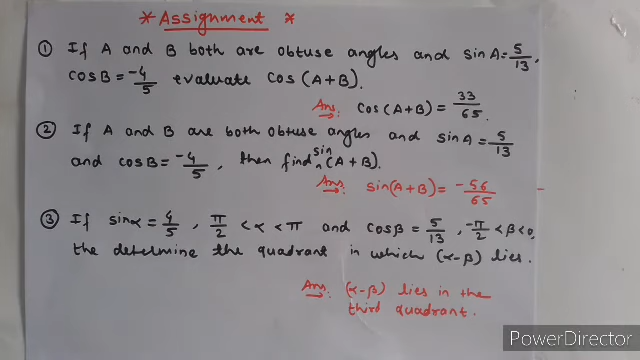 * Assignment *
① If A and B both are obtuse angles and sin A = 5/13,
cos B = -4/5 evaluate cos (A+B).
Ans: cos (A+B) = 33/65.
② If A and B are both obtuse angles and sin A = 5/13
and cos B = -4/5, then find sin (A+B).
Ans: sin(A+B) = -56/65
③ If sin α = 4/5, π/2 < α < π and cos β = 5/13, -π/2 < β < 0,
the determine the quadrant in which (α-β) lies.
Ans: (α-β) lies in the
third quadrant.
PowerDirector